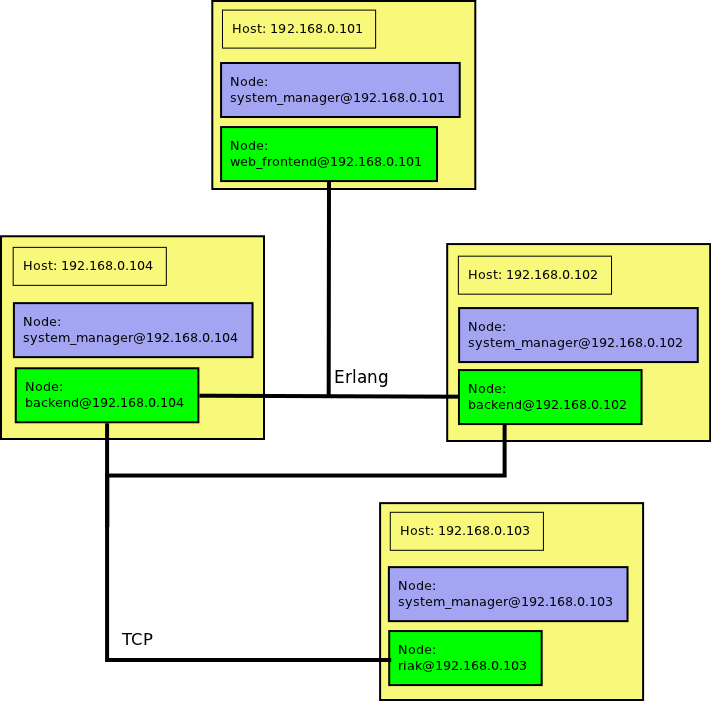 Host: 192.168.0.101
Node:
system_manager@192.168.0.101
Node:
web_frontend@192.168.0.101
Host: 192.168.0.104
Node:
system_manager@192.168.0.104
Node:
backend@192.168.0.104
Erlang
Host: 192.168.0.102
Node:
system_manager@192.168.0.102
Node:
backend@192.168.0.102
TCP
Host: 192.168.0.103
Node:
system_manager@192.168.0.103
Node:
riak@192.168.0.103